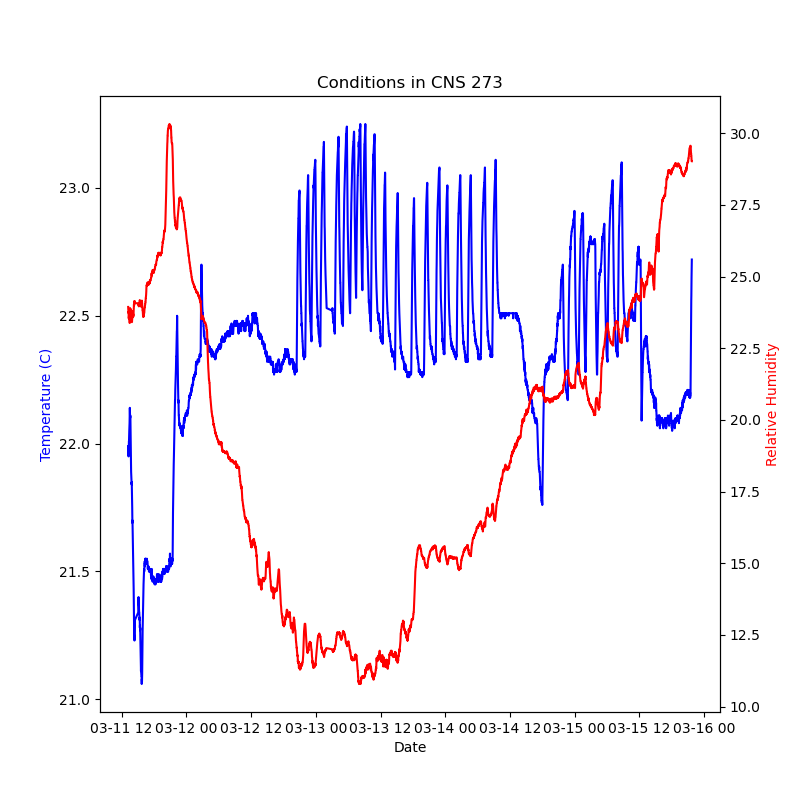 Conditions in CNS 273
Temperature (C)
23.0
22.5
22.0
21.5
21.0
30.0
27.5
25.0
22.5
20.0
17.5
15.0
12.5
10.0
Relative Humidity
03-11 12 03-12 00 03-12 12 03-13 00 03-13 12 03-14 00 03-14 12 03-15 00 03-15 12 03-16 00
Date